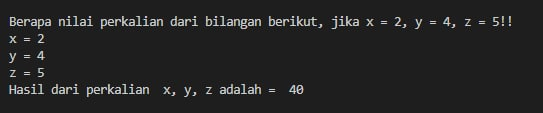 Berapa nilai perkalian dari bilangan berikut, jika x = 2, y = 4, z = 5!!
x = 2
y = 4
z = 5
Hasil dari perkalian  x, y, z adalah =  40